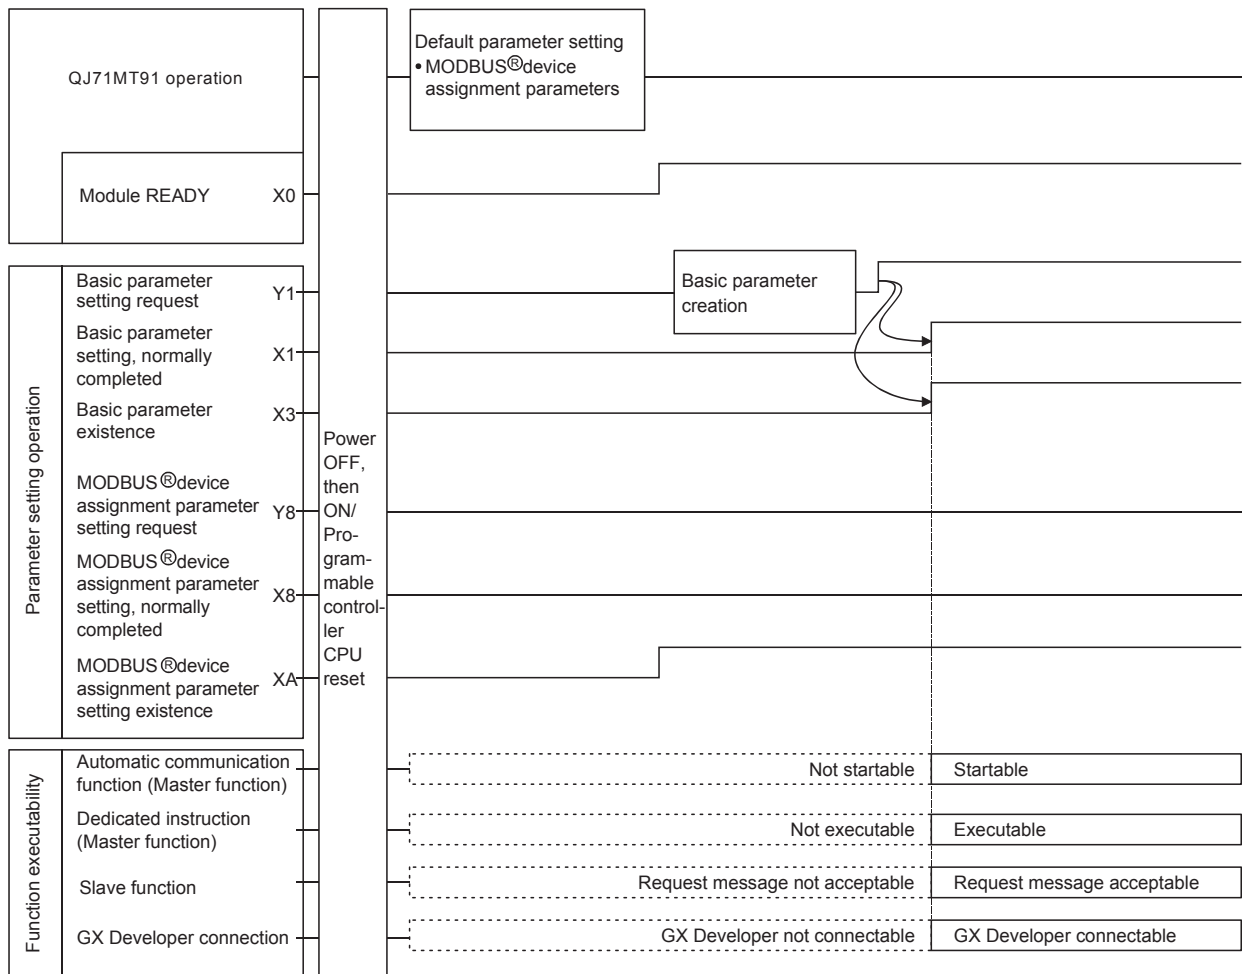 Default parameter setting
• MODBUS®device
assignment parameters
QJ71MT91 operation
Module READY X0
Basic parameter
setting request Y1
Basic parameter
creation
Basic parameter
setting, normally
completed X1
Basic parameter
existence X3
MODBUS®device
assignment parameter
setting request Y8
MODBUS®device
assignment parameter
setting, normally
completed X8
MODBUS®device
assignment parameter
setting existence XA
Parameter setting operation
Power
OFF,
then
ON/
Pro-
gram-
mable
control-
ler
CPU
reset
Function executability
Automatic communication
function (Master function)
Not startable
Startable
Dedicated instruction
(Master function)
Not executable
Executable
Slave function
Request message not acceptable
Request message acceptable
GX Developer connection
GX Developer not connectable
GX Developer connectable